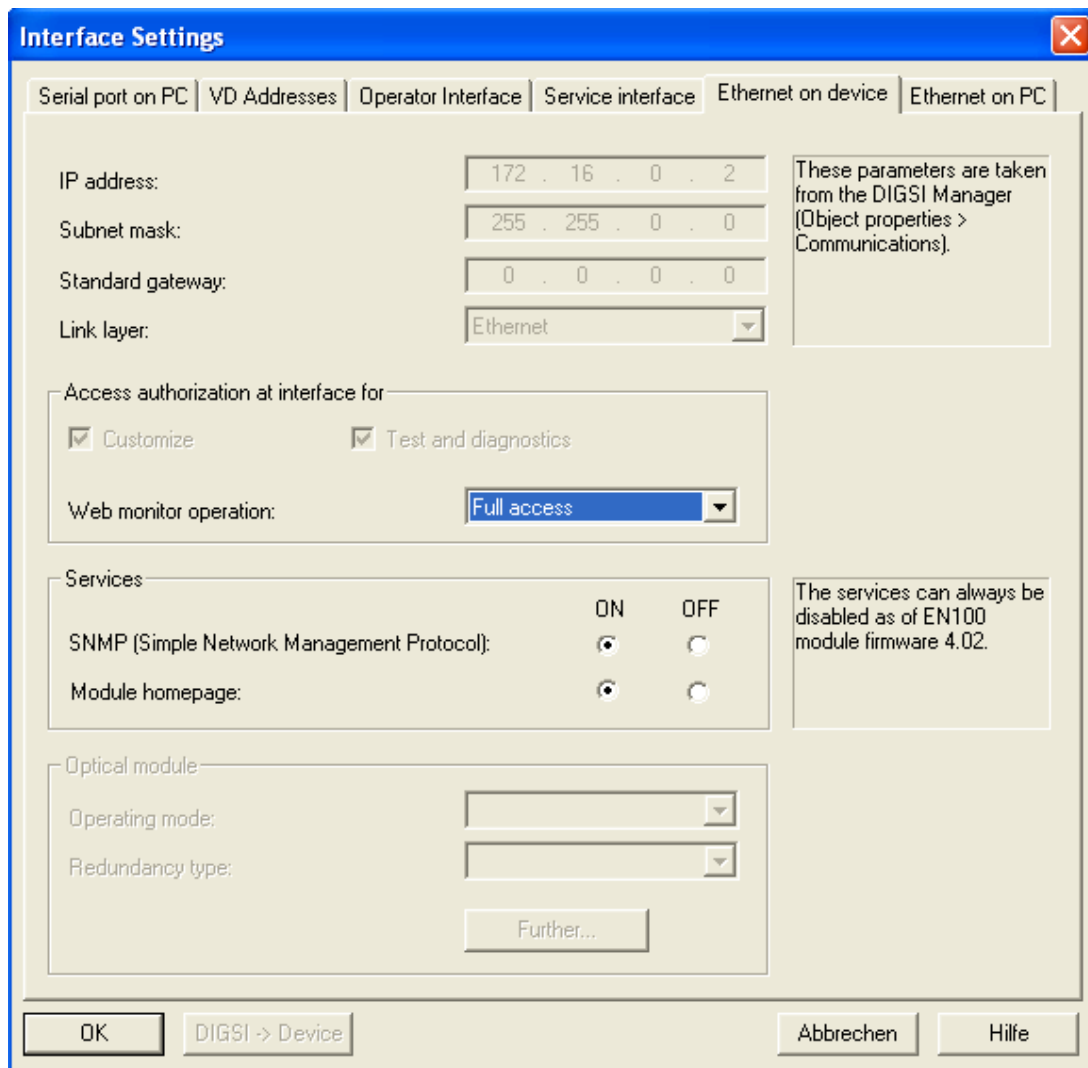 Interface Settings
Serial port on PC VD Addresses Operator Interface Service interface Ethernet on device Ethernet on PC
IP address: 172 . 16 . 0 . 2
Subnet mask: 255 . 255 . 0 . 0
Standard gateway: 0 . 0 . 0 . 0
Link layer: Ethernet
These parameters are taken
from the DIGSI Manager
(Object properties >
Communications).
Access authorization at interface for
Customize Test and diagnostics
Web monitor operation: Full access
Services
ON OFF
SNMP (Simple Network Management Protocol):
Module homepage:
The services can always be
disabled as of EN100
module firmware 4.02.
Optical module
Operating mode:
Redundancy type:
Further...
OK DIGSI -> Device Abbrechen Hilfe